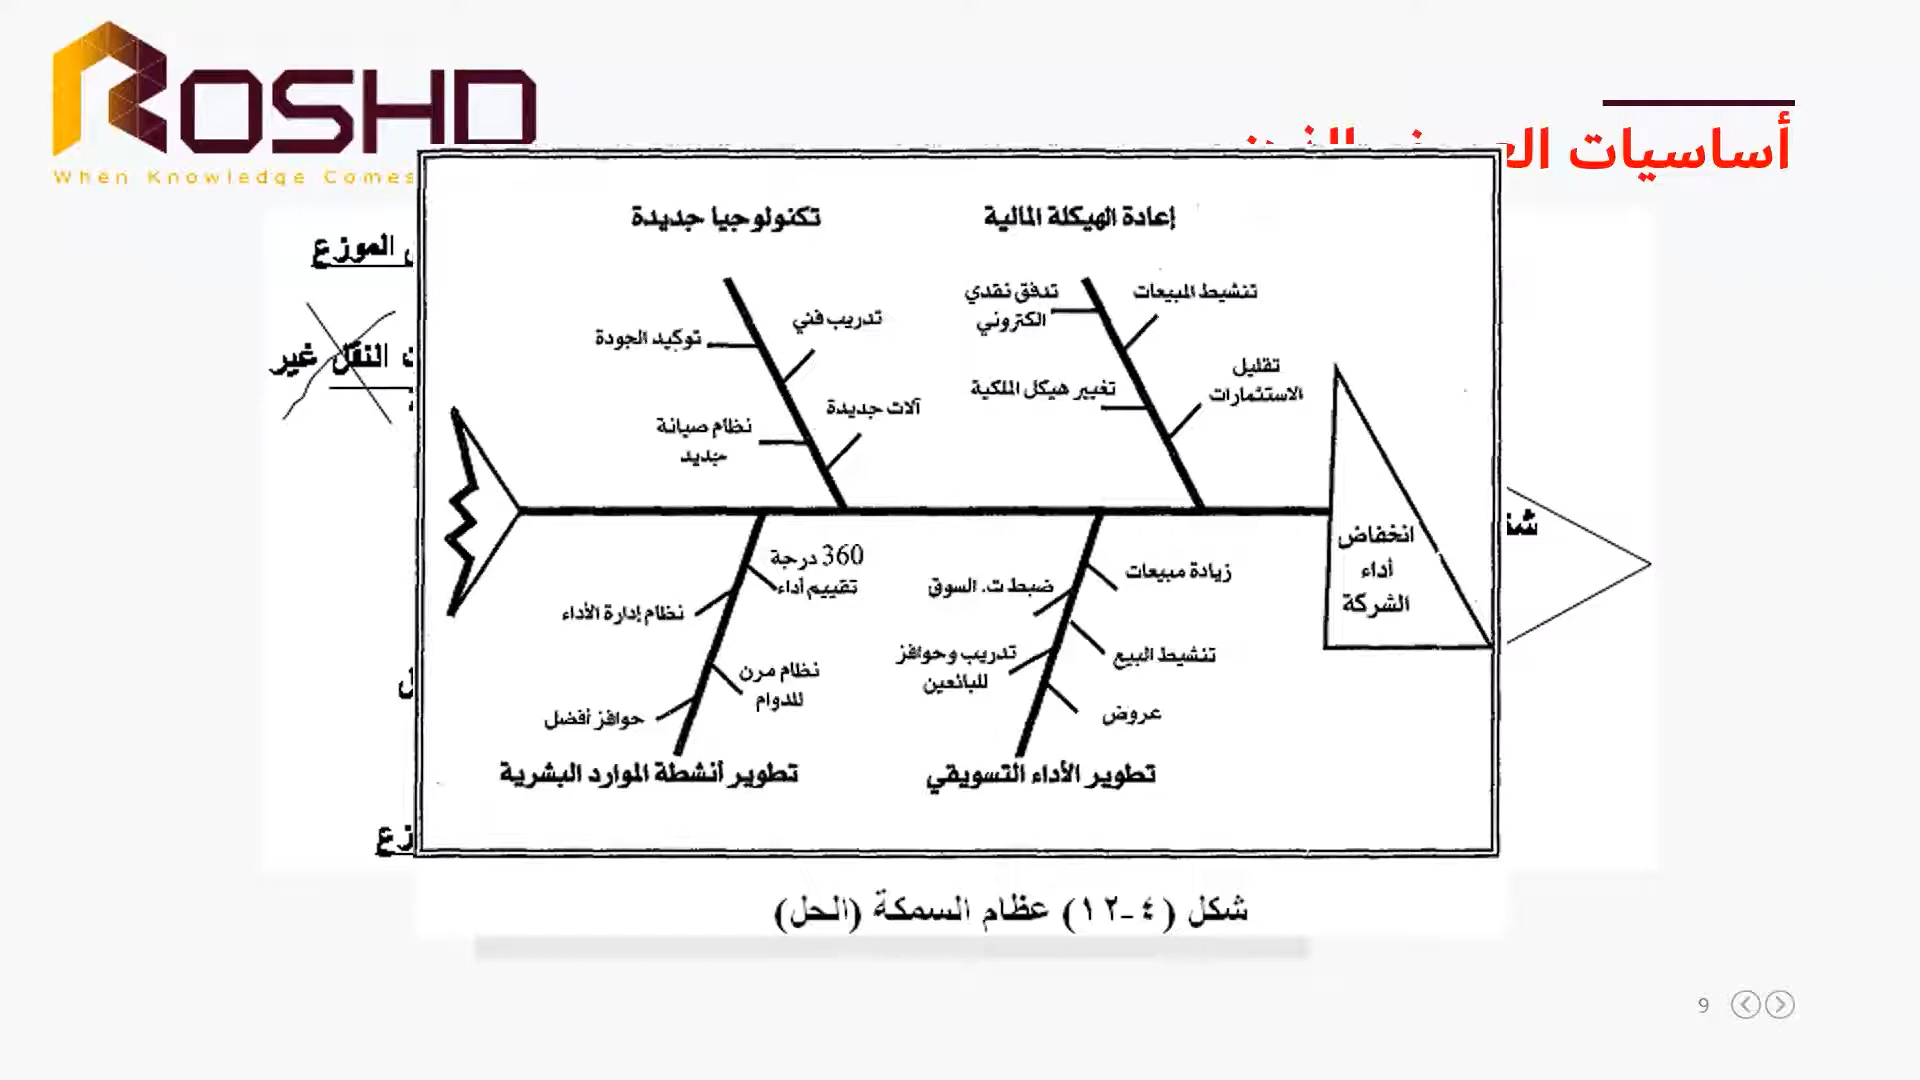 ROSHD
When Knowledge Comes
أساسيات
الموزع
النقل غير
إعادة الهيكلة المالية
تنشيط المبيعات
تدفق نقدي
الكتروني
تقليل
الاستثمارات
تغيير هيكل الملكية
تكنولوجيا جديدة
تدريب فني
توكيد الجودة
آلات جديدة
نظام صيانة
جديد
انخفاض
أداء
الشركة
زيادة مبيعات
ضبط ت. السوق
تنشيط البيع
تدريب وحوافز
للبائعين
عروض
تطوير الأداء التسويقي
360 درجة
تقييم أداء
نظام إدارة الأداء
نظام مرن
للدوام
حوافز أفضل
تطوير أنشطة الموارد البشرية
شكل (٤-١٢) عظام السمكة (الحل)
9